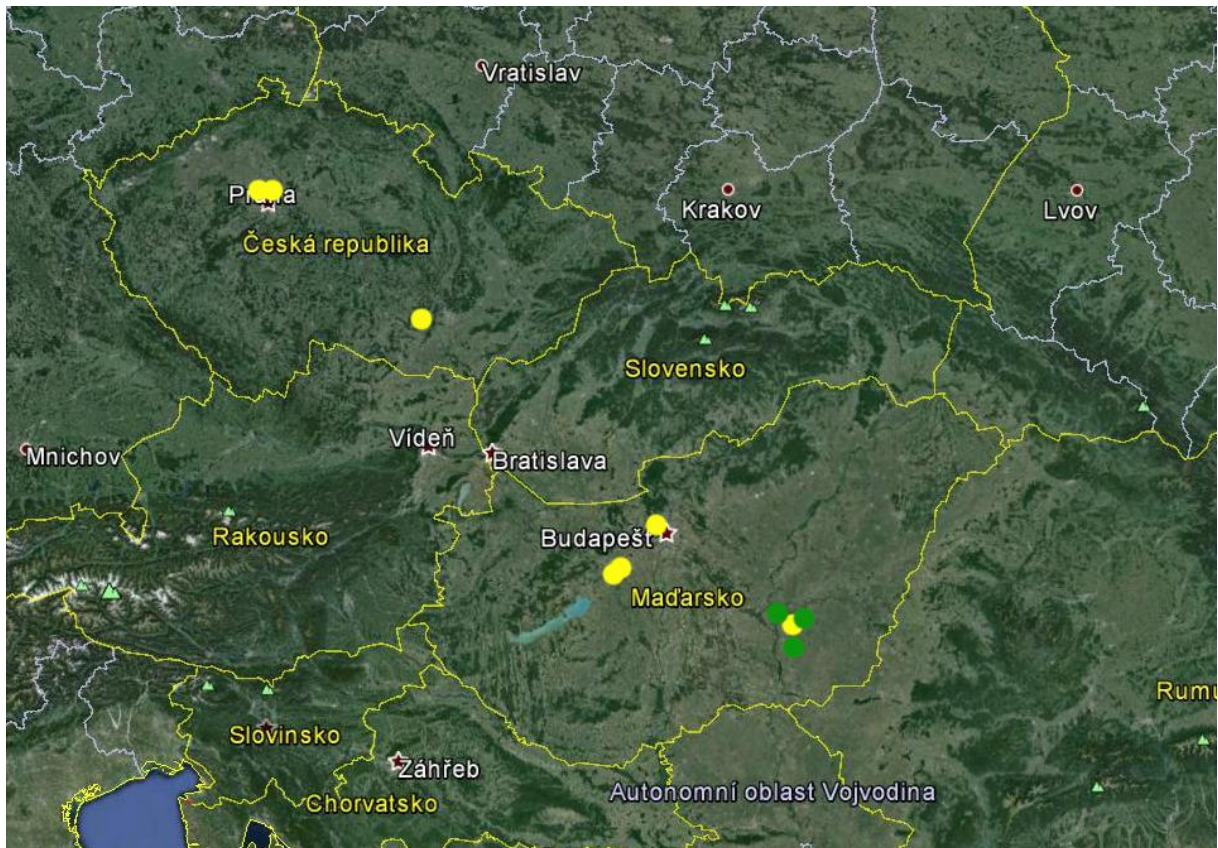 Vratislav
Praha
Krakov
Lvov
Česká republika
Slovensko
Vídeň
Mnichov
Bratislava
Rakousko
Budapešť
Maďarsko
Rumu
Slovinsko
Záhřeb
Chorvatsko
Autonomní oblast Vojvodina